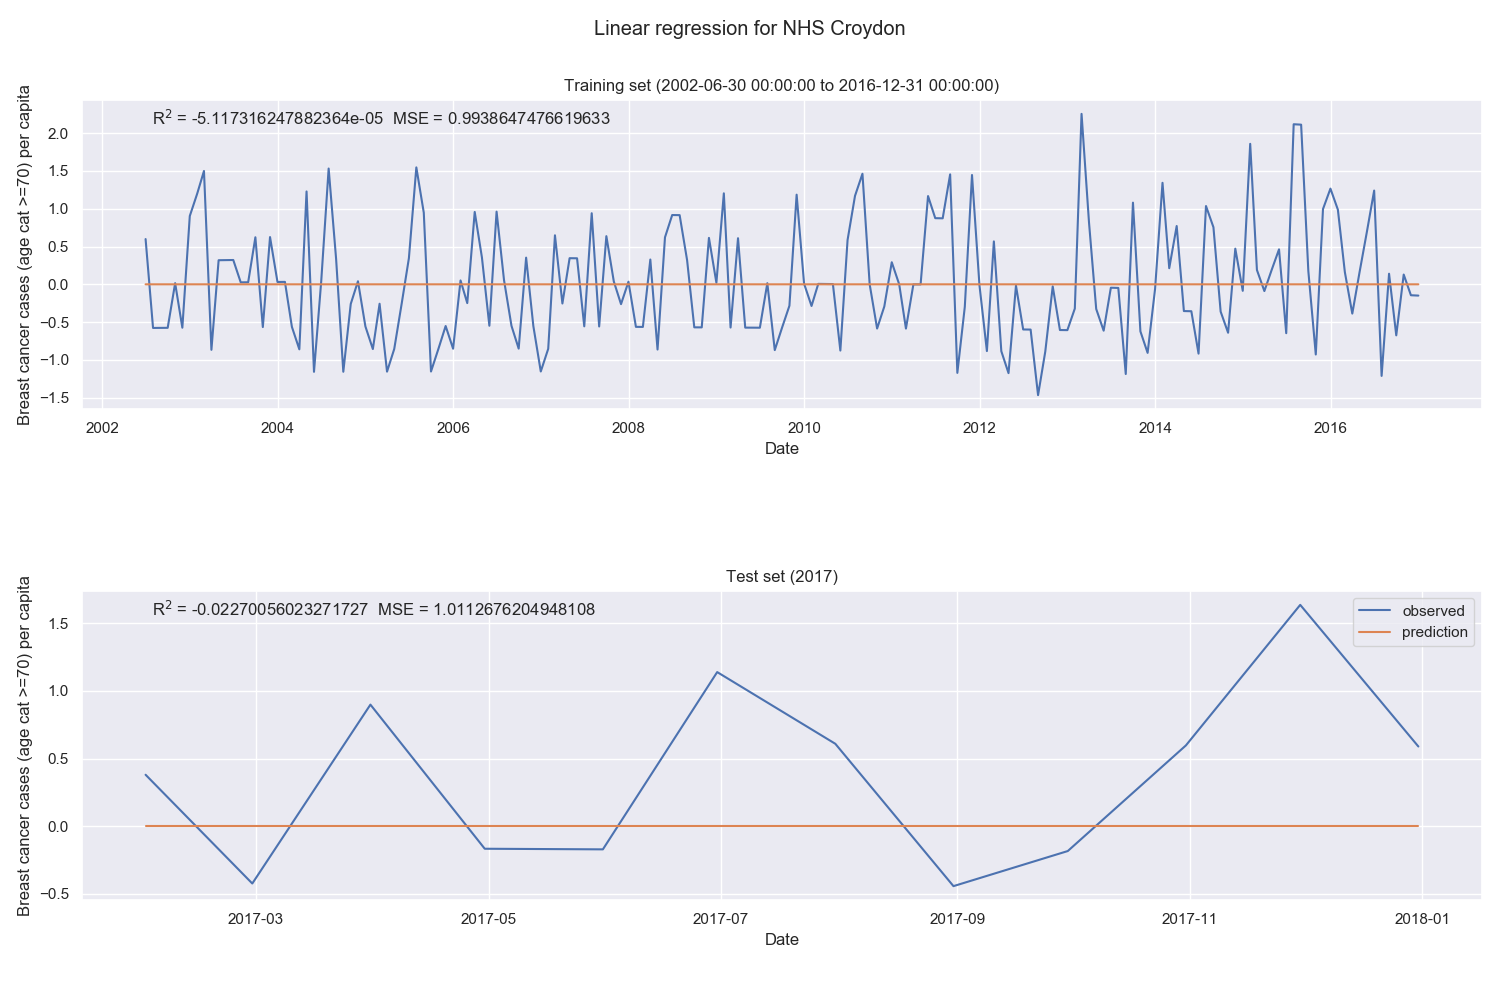 Linear regression for NHS Croydon
Training set (2002-06-30 00:00:00 to 2016-12-31 00:00:00)
R² = -5.117316247882364e-05 MSE = 0.9938647476619633
Breast cancer cases (age cat >=70) per capita
2.0
1.5
1.0
0.5
0.0
−0.5
−1.0
−1.5
2002 2004 2006 2008 2010 2012 2014 2016
Date
Test set (2017)
R² = -0.02270056023271727 MSE = 1.0112676204948108
observed
prediction
Breast cancer cases (age cat >=70) per capita
1.5
1.0
0.5
0.0
−0.5
2017-03 2017-05 2017-07 2017-09 2017-11 2018-01
Date